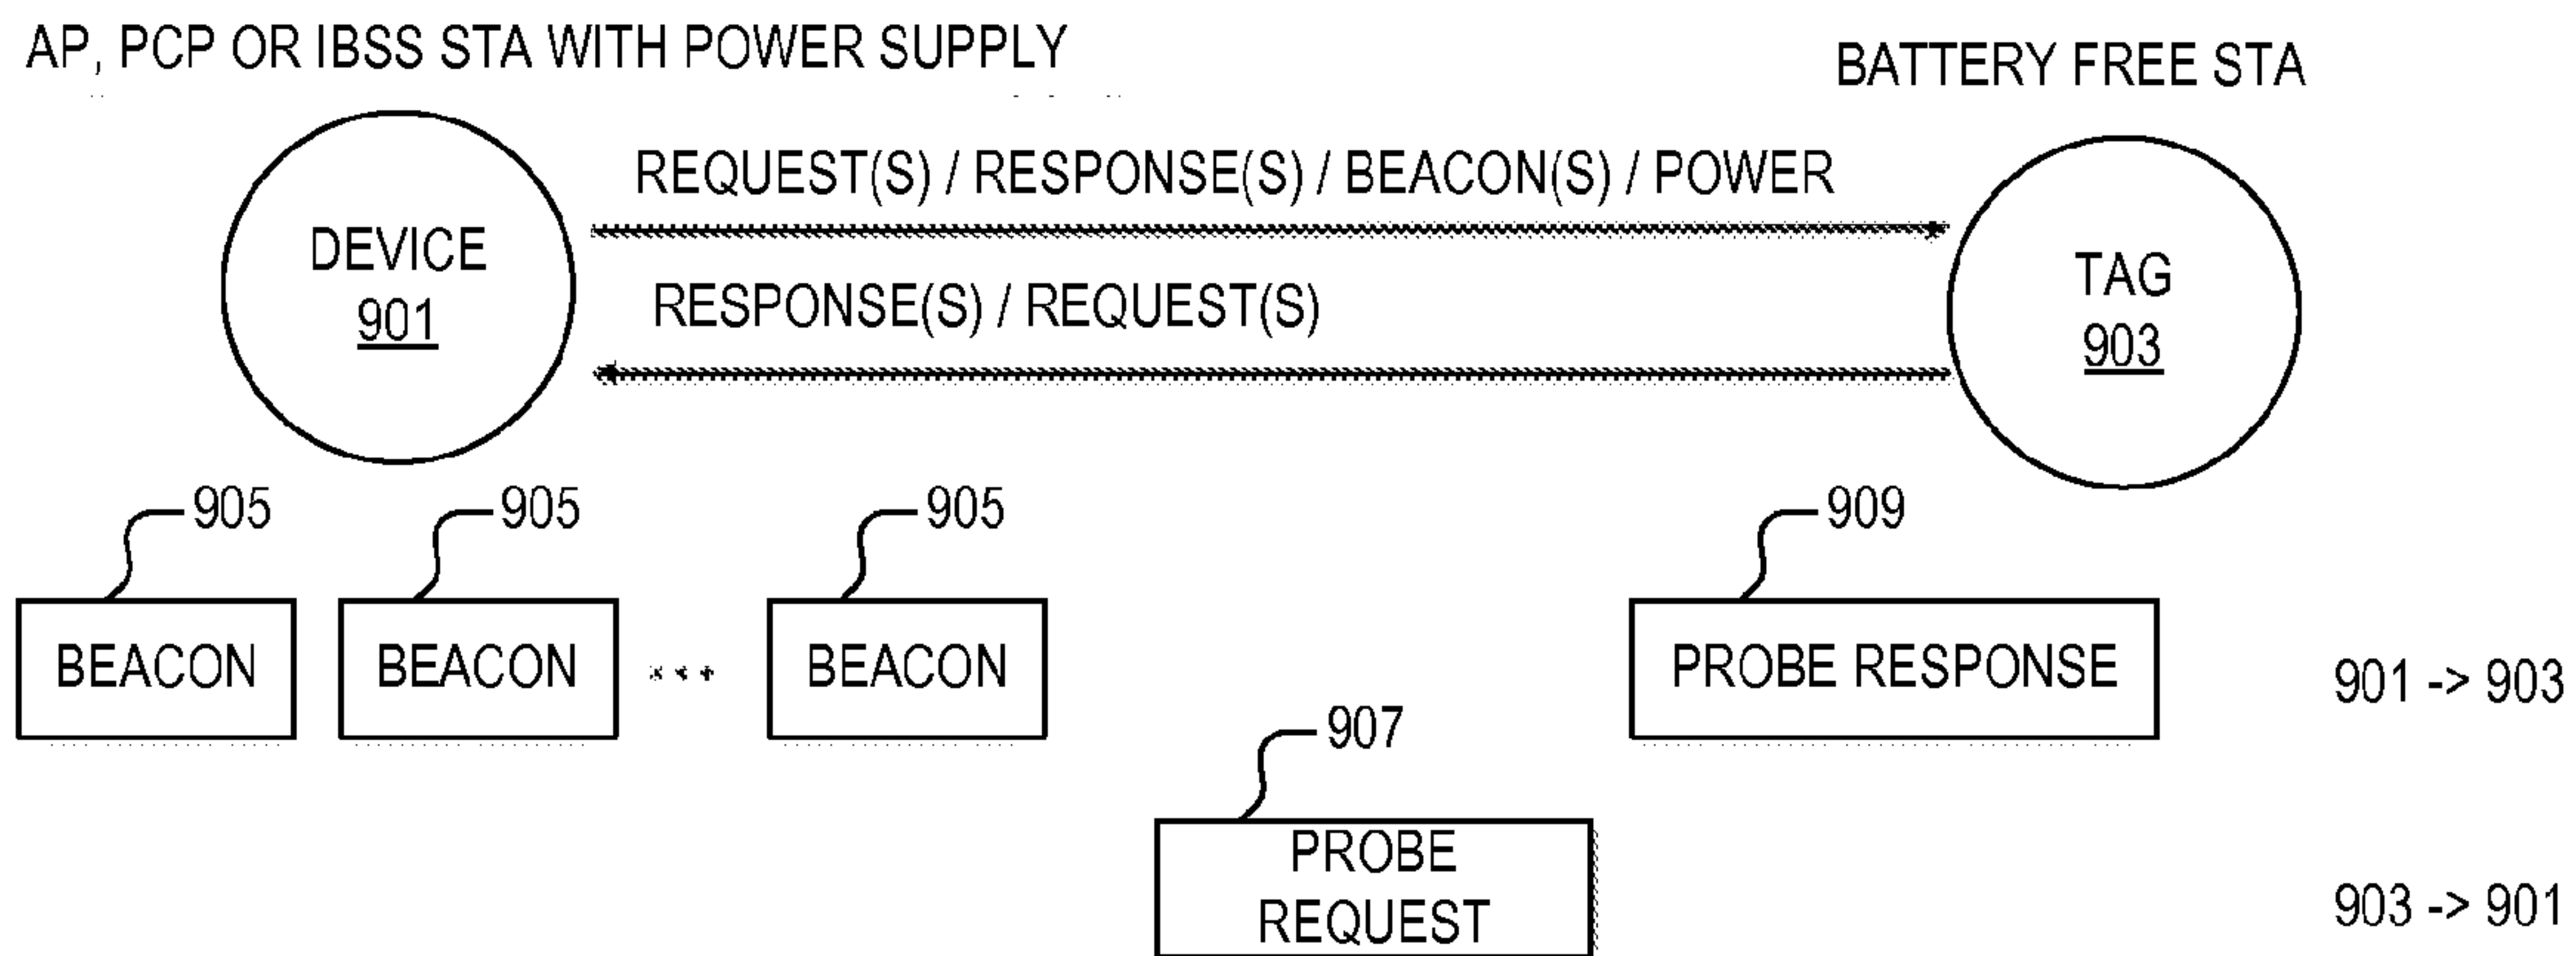 AP, PCP OR IBSS STA WITH POWER SUPPLY
BATTERY FREE STA
REQUEST(S) / RESPONSE(S) / BEACON(S) / POWER
DEVICE
901
TAG
903
RESPONSE(S) / REQUEST(S)
905
905
905
909
BEACON
BEACON
...
BEACON
PROBE RESPONSE
901 -> 903
907
PROBE
REQUEST
903 -> 901